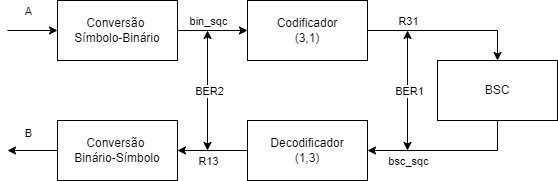 A
Conversão
Símbolo-Binário
bin_sqc
Codificador
(3,1)
R31
BER2
BER1
BSC
B
Conversão
Binário-Símbolo
R13
Decodificador
(1,3)
bsc_sqc